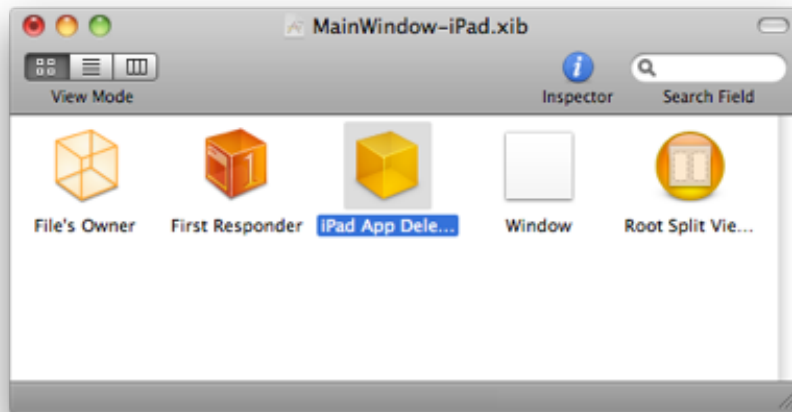 MainWindow-iPad.xib
View Mode
Inspector
Search Field
File's Owner
First Responder
1
iPad App Dele...
Window
Root Split Vie...